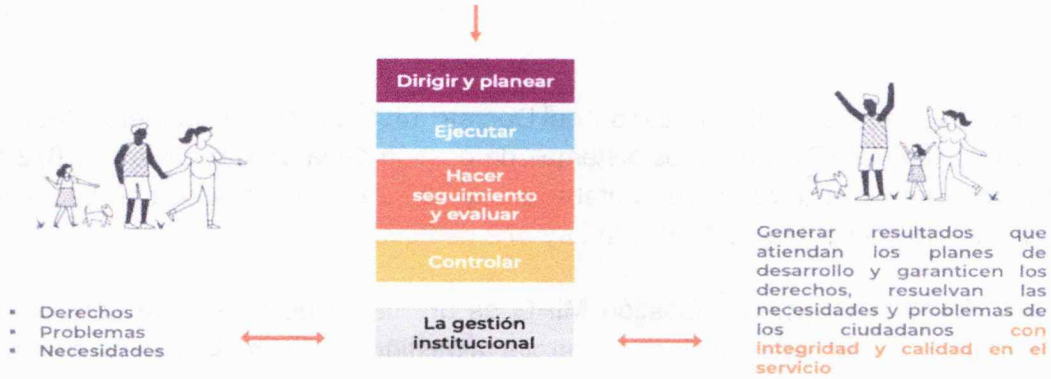 Dirigir y planear
Ejecutar
Hacer
seguimiento
y evaluar
Controlar
La gestión
institucional
▪ Derechos
▪ Problemas
▪ Necesidades
Generar resultados que
atiendan los planes de
desarrollo y garanticen los
derechos, resuelvan las
necesidades y problemas de
los ciudadanos con
integridad y calidad en el
servicio